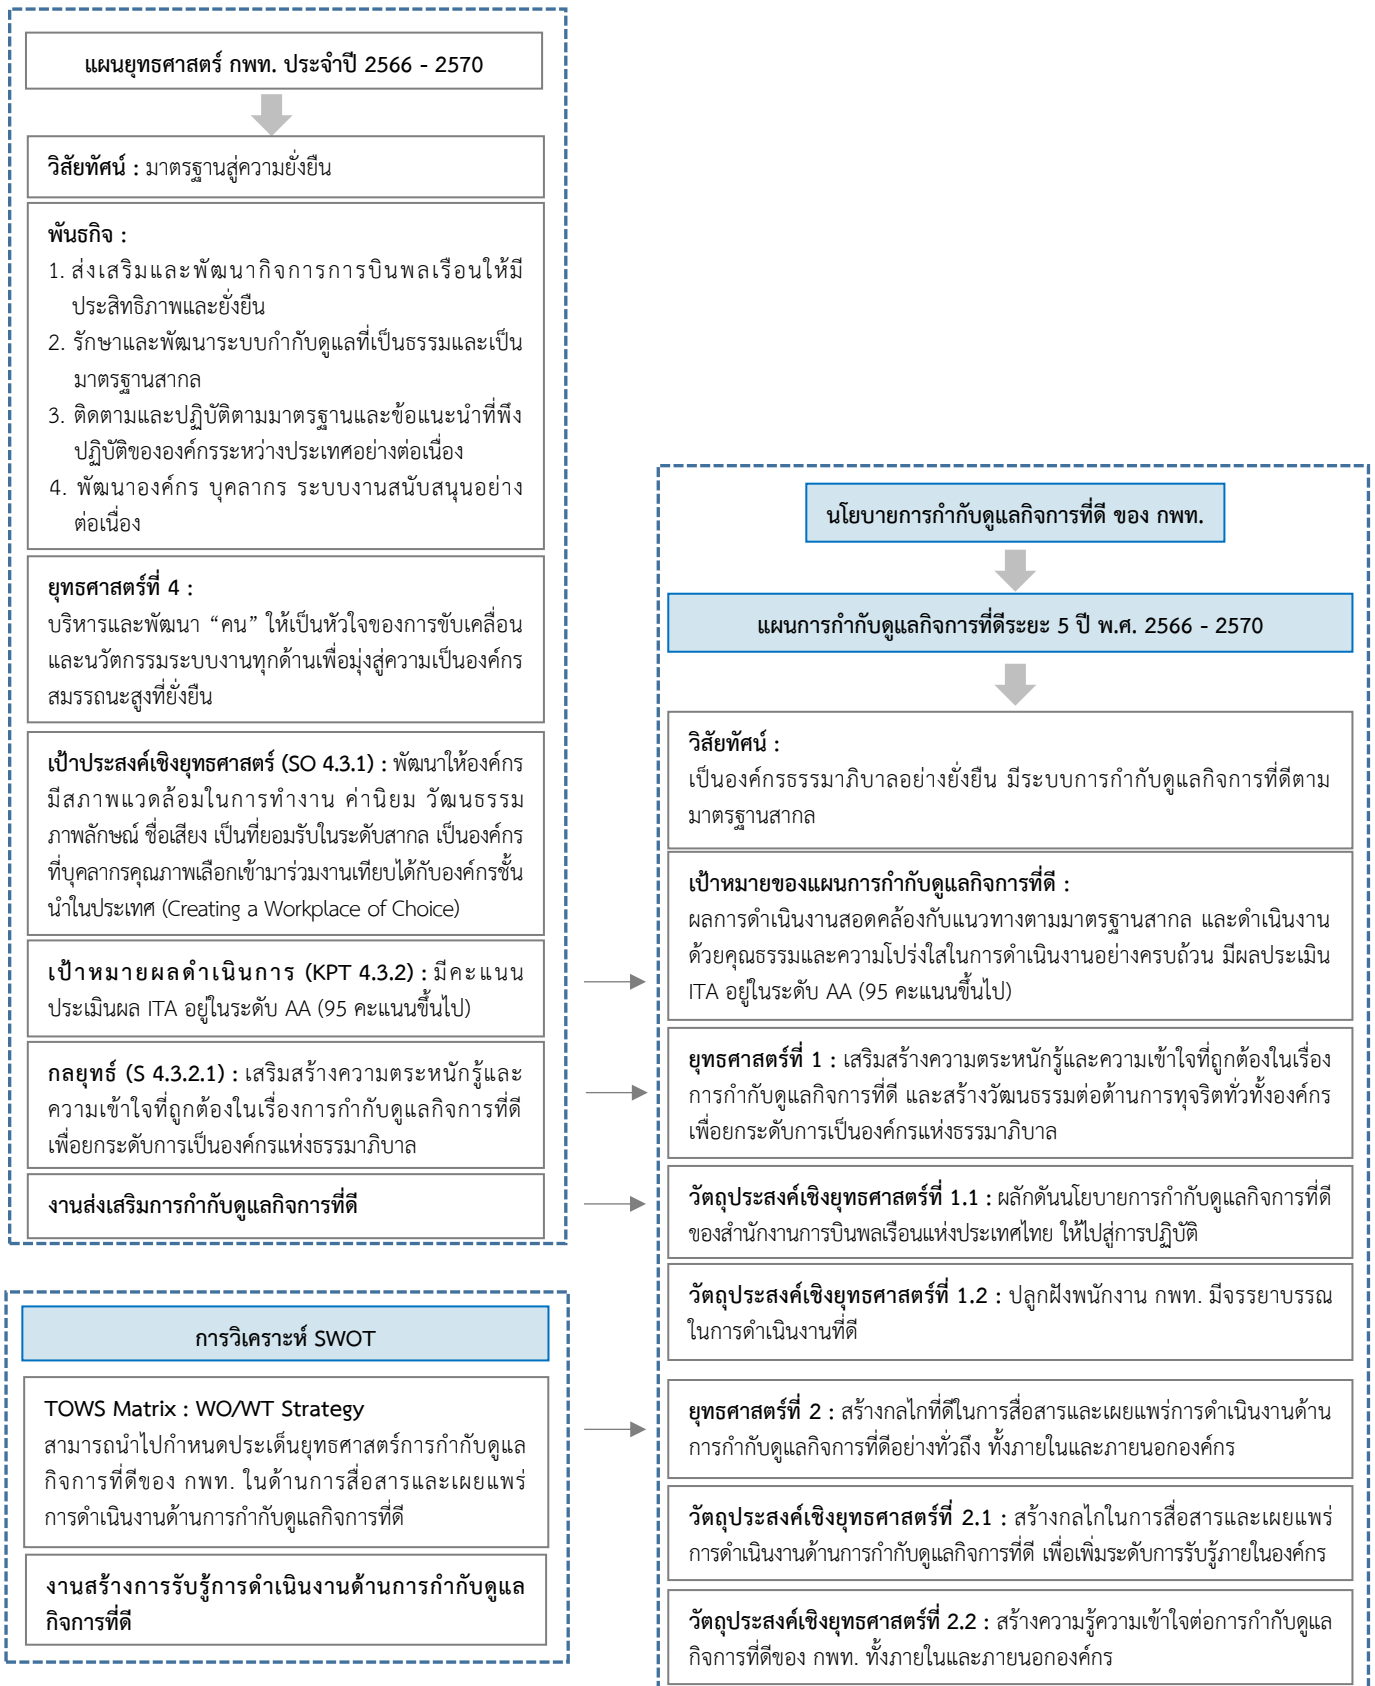 แผนยุทธศาสตร์ กพท. ประจำปี 2566 - 2570
วิสัยทัศน์ : มาตรฐานสู่ความยั่งยืน
พันธกิจ :
1. ส่งเสริมและพัฒนากิจการการบินพลเรือนให้มี
ประสิทธิภาพและยั่งยืน
2. รักษาและพัฒนาระบบกำกับดูแลที่เป็นธรรมและเป็น
มาตรฐานสากล
3. ติดตามและปฏิบัติตามมาตรฐานและข้อแนะนำที่พึง
ปฏิบัติขององค์กรระหว่างประเทศอย่างต่อเนื่อง
4. พัฒนาองค์กร บุคลากร ระบบงานสนับสนุนอย่าง
ต่อเนื่อง
ยุทธศาสตร์ที่ 4 :
บริหารและพัฒนา “คน” ให้เป็นหัวใจของการขับเคลื่อน
และนวัตกรรมระบบงานทุกด้านเพื่อมุ่งสู่ความเป็นองค์กร
สมรรถนะสูงที่ยั่งยืน
เป้าประสงค์เชิงยุทธศาสตร์ (SO 4.3.1) : พัฒนาให้องค์กร
มีสภาพแวดล้อมในการทำงาน ค่านิยม วัฒนธรรม
ภาพลักษณ์ ชื่อเสียง เป็นที่ยอมรับในระดับสากล เป็นองค์กร
ที่บุคลากรคุณภาพเลือกเข้ามาร่วมงานเทียบได้กับองค์กรชั้น
นำในประเทศ (Creating a Workplace of Choice)
เป้าหมายผลดำเนินการ (KPT 4.3.2) : มีคะแนน
ประเมินผล ITA อยู่ในระดับ AA (95 คะแนนขึ้นไป)
กลยุทธ์ (S 4.3.2.1) : เสริมสร้างความตระหนักรู้และ
ความเข้าใจที่ถูกต้องในเรื่องการกำกับดูแลกิจการที่ดี
เพื่อยกระดับการเป็นองค์กรแห่งธรรมาภิบาล
งานส่งเสริมการกำกับดูแลกิจการที่ดี
การวิเคราะห์ SWOT
TOWS Matrix : WO/WT Strategy
สามารถนำไปกำหนดประเด็นยุทธศาสตร์การกำกับดูแล
กิจการที่ดีของ กพท. ในด้านการสื่อสารและเผยแพร่
การดำเนินงานด้านการกำกับดูแลกิจการที่ดี
งานสร้างการรับรู้การดำเนินงานด้านการกำกับดูแล
กิจการที่ดี
นโยบายการกำกับดูแลกิจการที่ดี ของ กพท.
แผนการกำกับดูแลกิจการที่ดีระยะ 5 ปี พ.ศ. 2566 - 2570
วิสัยทัศน์ :
เป็นองค์กรธรรมาภิบาลอย่างยั่งยืน มีระบบการกำกับดูแลกิจการที่ดีตาม
มาตรฐานสากล
เป้าหมายของแผนการกำกับดูแลกิจการที่ดี :
ผลการดำเนินงานสอดคล้องกับแนวทางตามมาตรฐานสากล และดำเนินงาน
ด้วยคุณธรรมและความโปร่งใสในการดำเนินงานอย่างครบถ้วน มีผลประเมิน
ITA อยู่ในระดับ AA (95 คะแนนขึ้นไป)
ยุทธศาสตร์ที่ 1 : เสริมสร้างความตระหนักรู้และความเข้าใจที่ถูกต้องในเรื่อง
การกำกับดูแลกิจการที่ดี และสร้างวัฒนธรรมต่อต้านการทุจริตทั่วทั้งองค์กร
เพื่อยกระดับการเป็นองค์กรแห่งธรรมาภิบาล
วัตถุประสงค์เชิงยุทธศาสตร์ที่ 1.1 : ผลักดันนโยบายการกำกับดูแลกิจการที่ดี
ของสำนักงานการบินพลเรือนแห่งประเทศไทย ให้ไปสู่การปฏิบัติ
วัตถุประสงค์เชิงยุทธศาสตร์ที่ 1.2 : ปลูกฝังพนักงาน กพท. มีจรรยาบรรณ
ในการดำเนินงานที่ดี
ยุทธศาสตร์ที่ 2 : สร้างกลไกที่ดีในการสื่อสารและเผยแพร่การดำเนินงานด้าน
การกำกับดูแลกิจการที่ดีอย่างทั่วถึง ทั้งภายในและภายนอกองค์กร
วัตถุประสงค์เชิงยุทธศาสตร์ที่ 2.1 : สร้างกลไกในการสื่อสารและเผยแพร่
การดำเนินงานด้านการกำกับดูแลกิจการที่ดี เพื่อเพิ่มระดับการรับรู้ภายในองค์กร
วัตถุประสงค์เชิงยุทธศาสตร์ที่ 2.2 : สร้างความรู้ความเข้าใจต่อการกำกับดูแล
กิจการที่ดีของ กพท. ทั้งภายในและภายนอกองค์กร